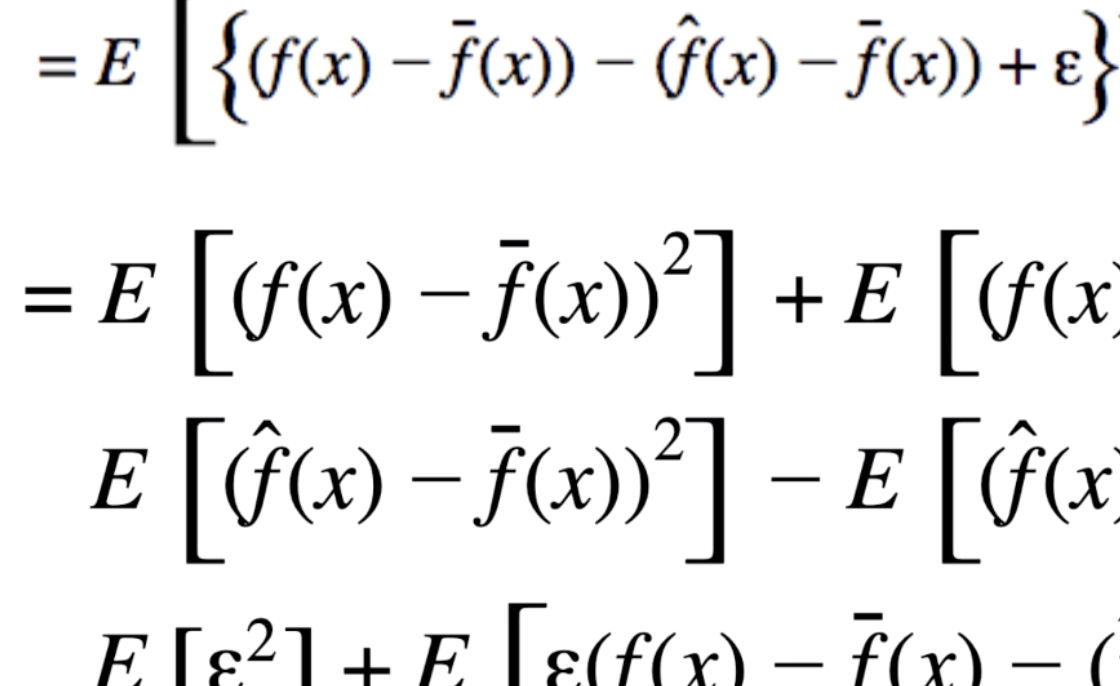 = E [ { (f(x) − f̄(x)) − (f̂(x) − f̄(x)) + ε }
= E [ (f(x) − f̄(x))² ] + E [ (f(x)
E [ (f̂(x) − f̄(x))² ] − E [ (f̂(x)
E [ε²] + E [ ε(f(x) − f̄(x) − (